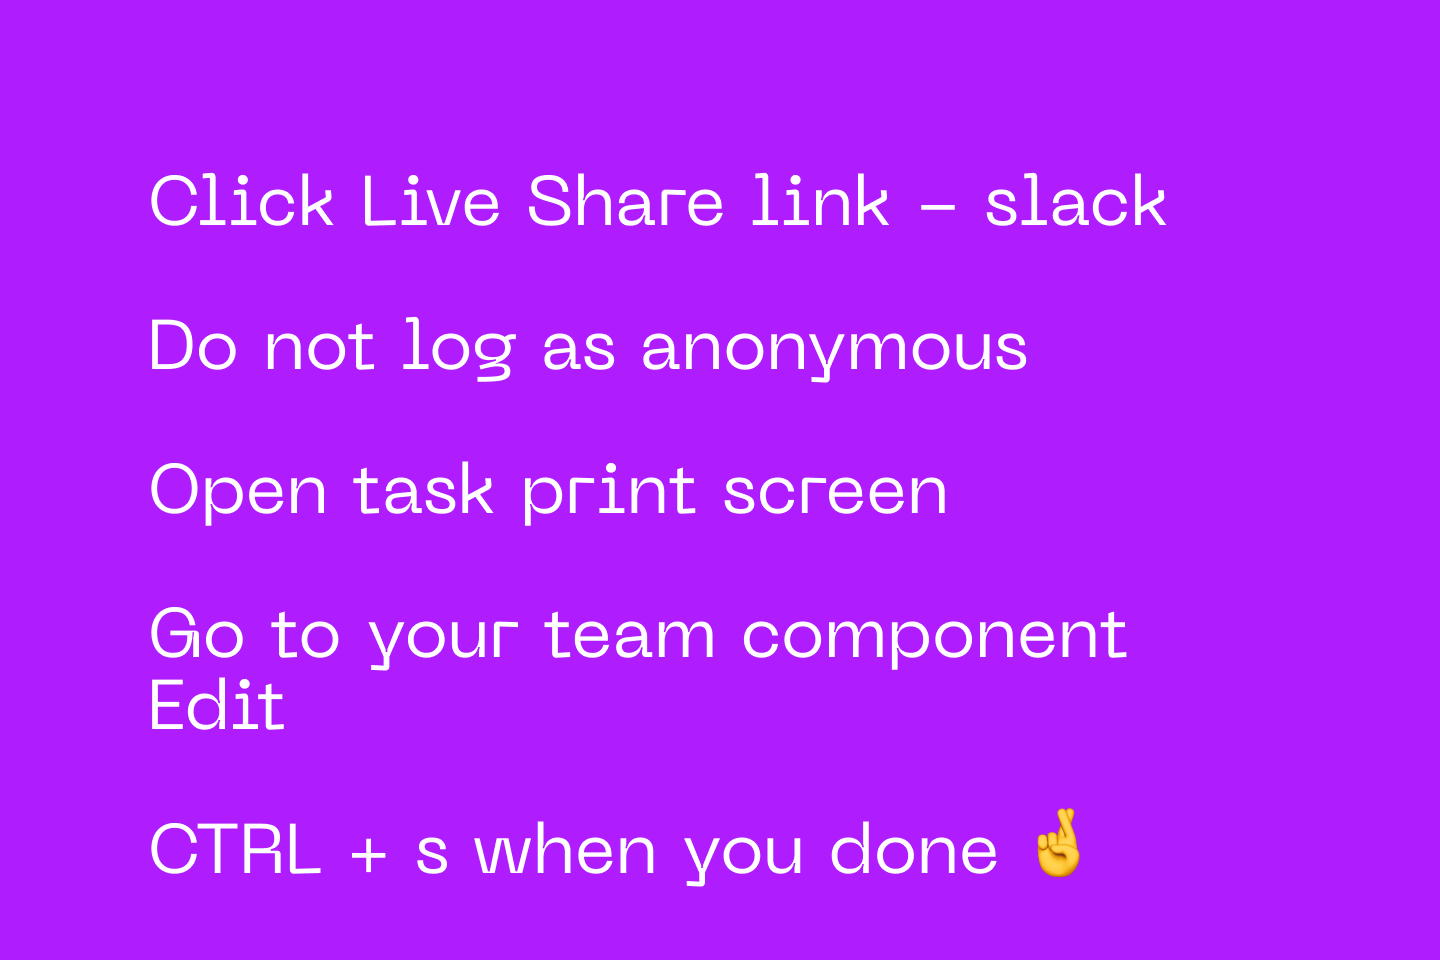 Click Live Share link - slack
Do not log as anonymous
Open task print screen
Go to your team component
Edit
CTRL + s when you done 🤞